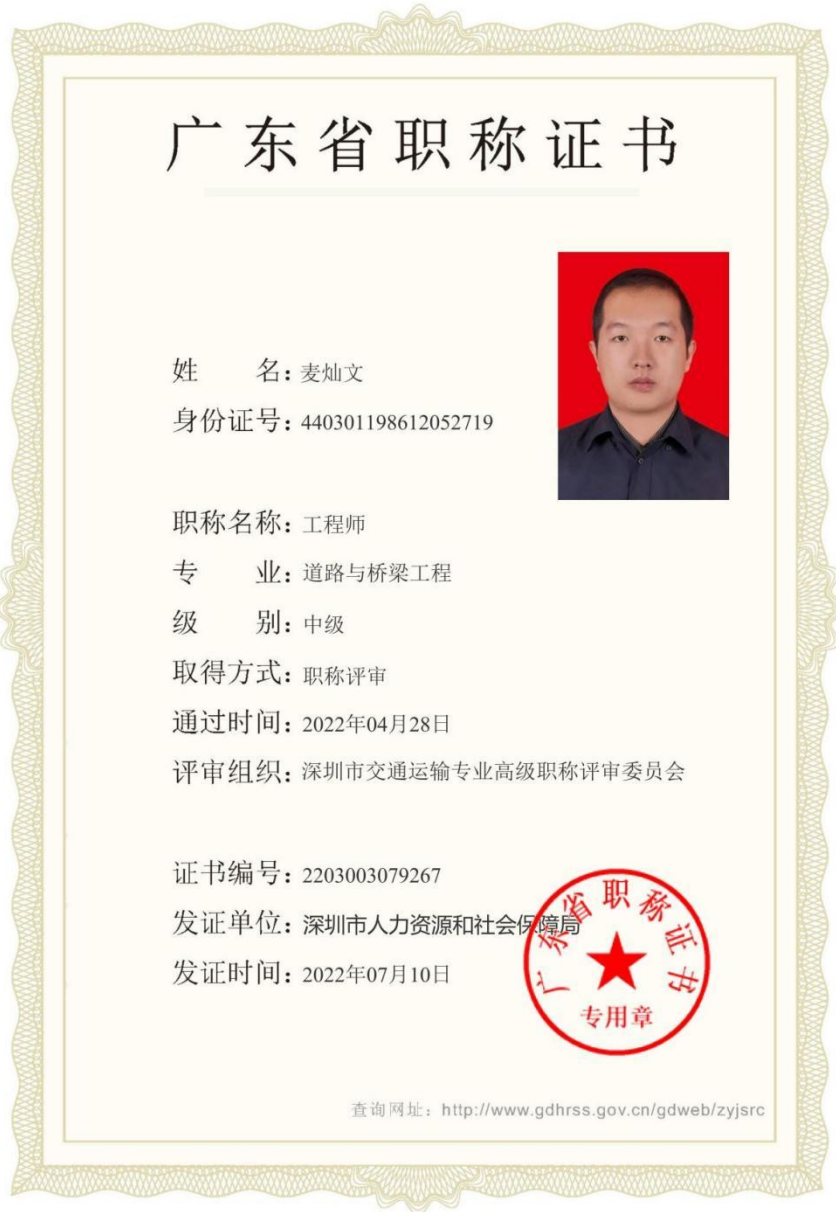 广东省职称证书
姓 名：麦灿文
身份证号：440301198612052719
职称名称：工程师
专 业：道路与桥梁工程
级 别：中级
取得方式：职称评审
通过时间：2022年04月28日
评审组织：深圳市交通运输专业高级职称评审委员会
证书编号：2203003079267
发证单位：深圳市人力资源和社会保障局
发证时间：2022年07月10日
广东省职称证书
专用章
查询网址：http://www.gdhrss.gov.cn/gdweb/zyjsrc